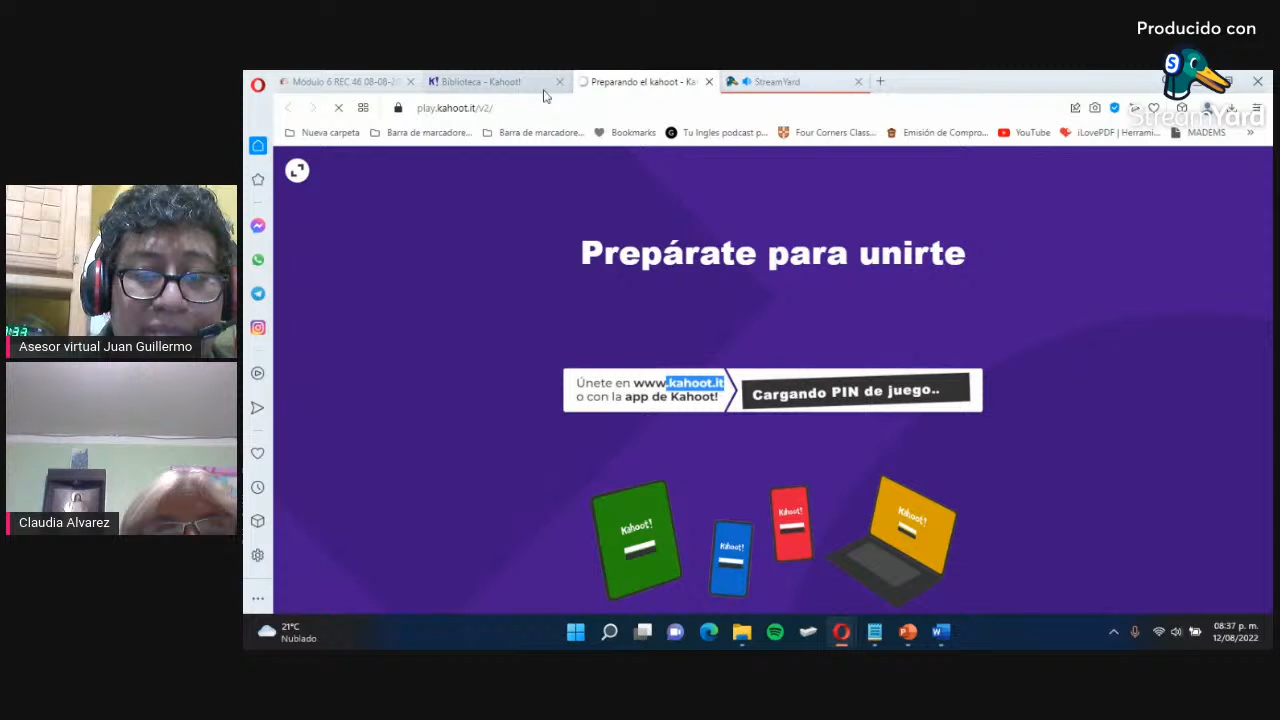 Producido con
StreamYard
Módulo 6 REC 46 08-08-20
K! Biblioteca - Kahoot!
Preparando el kahoot - Ka
StreamYard
play.kahoot.it/v2/
Nueva carpeta
Barra de marcadore...
Barra de marcadore...
Bookmarks
Tu Ingles podcast p...
Four Corners Class...
Emisión de Compro...
YouTube
iLovePDF | Herrami...
MADEMS
Prepárate para unirte
Únete en www.kahoot.it
o con la app de Kahoot!
Cargando PIN de juego..
Kahoot!
Kahoot!
Kahoot!
Kahoot!
Asesor virtual Juan Guillermo
Claudia Alvarez
21°C
Nublado
08:37 p. m.
12/08/2022